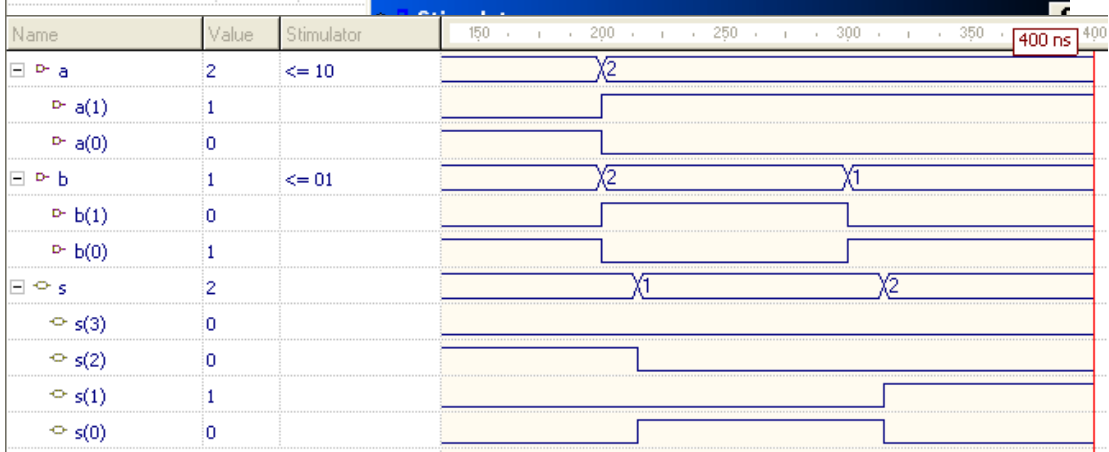 Name Value Stimulator 150 200 250 300 350 400
400 ns
a 2 <= 10 2
a(1) 1
a(0) 0
b 1 <= 01 2 1
b(1) 0
b(0) 1
s 2 1 2
s(3) 0
s(2) 0
s(1) 1
s(0) 0